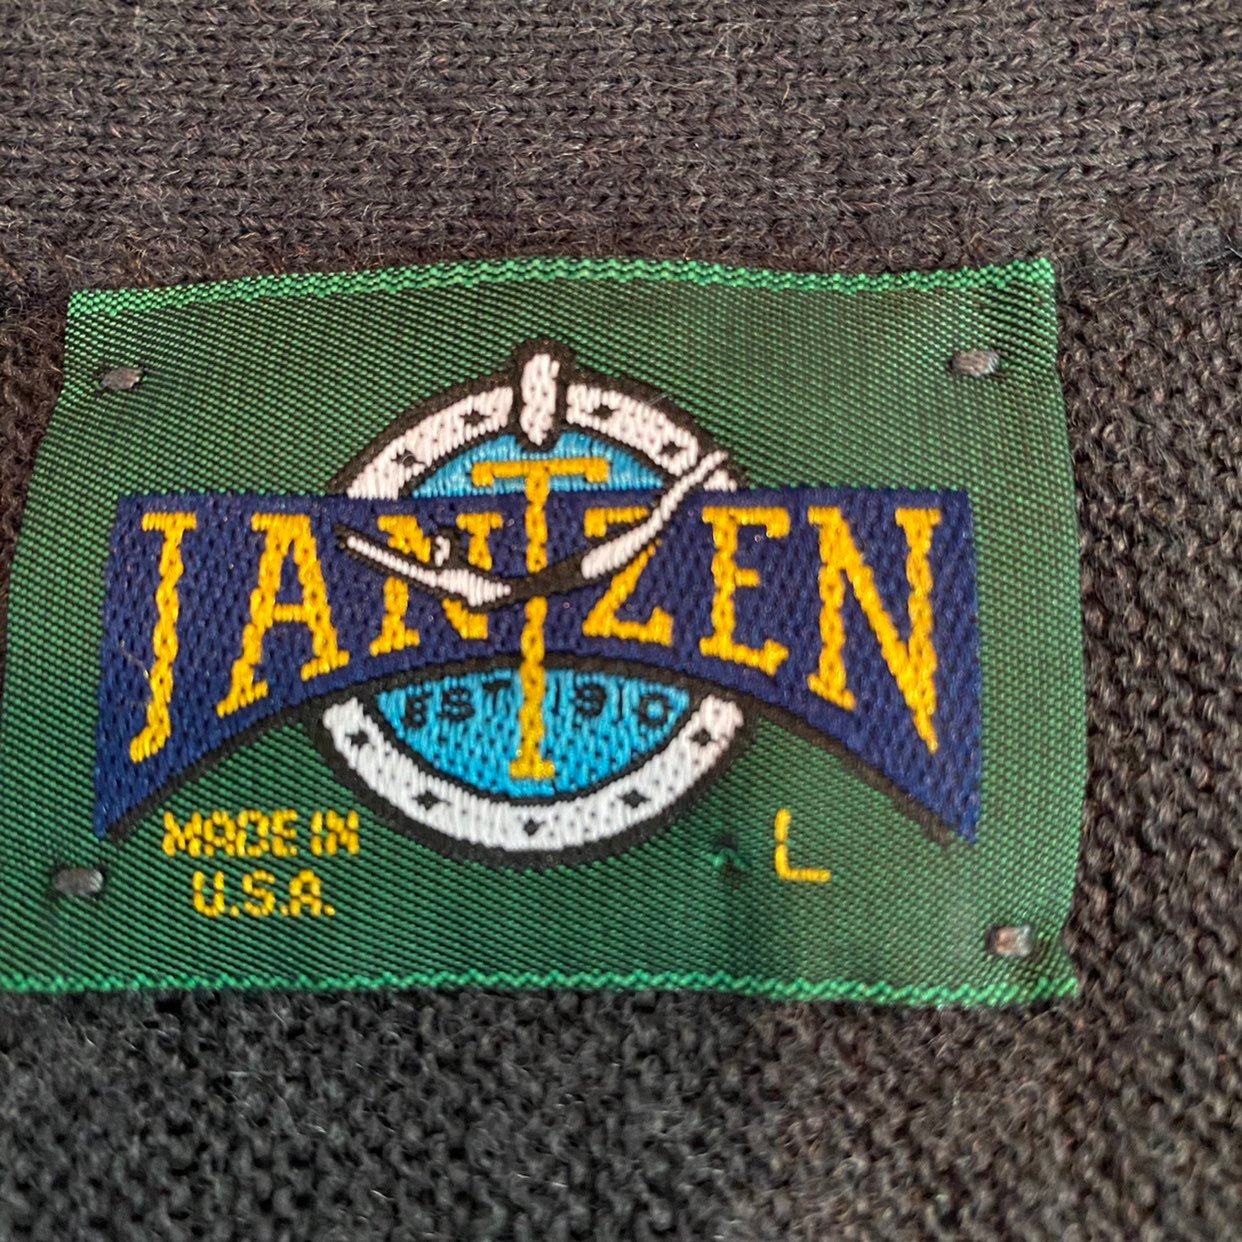 JANTZEN
EST 1910
MADE IN
U.S.A.
L